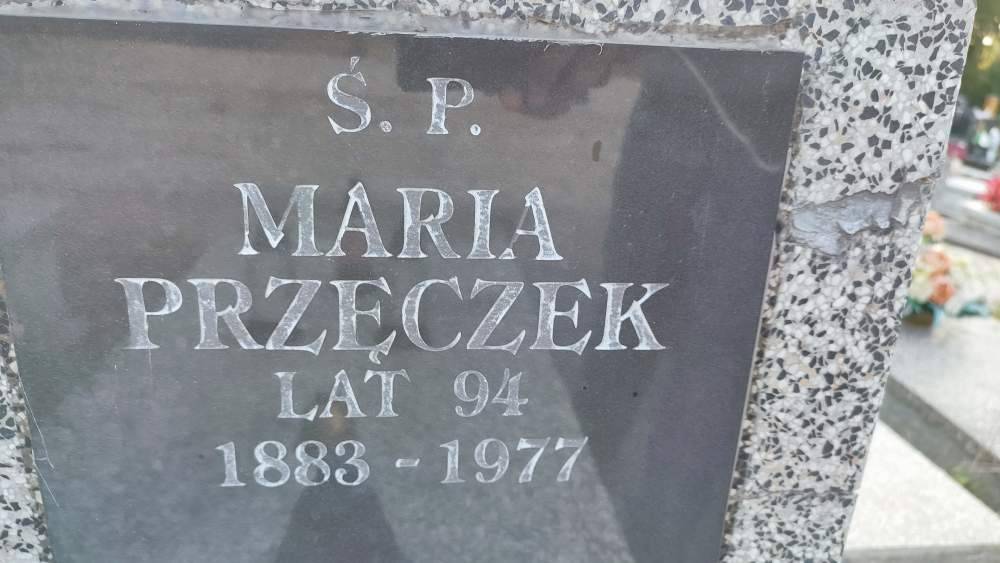 Ś. P.
MARIA
PRZĘCZEK
LAT 94
1883 - 1977